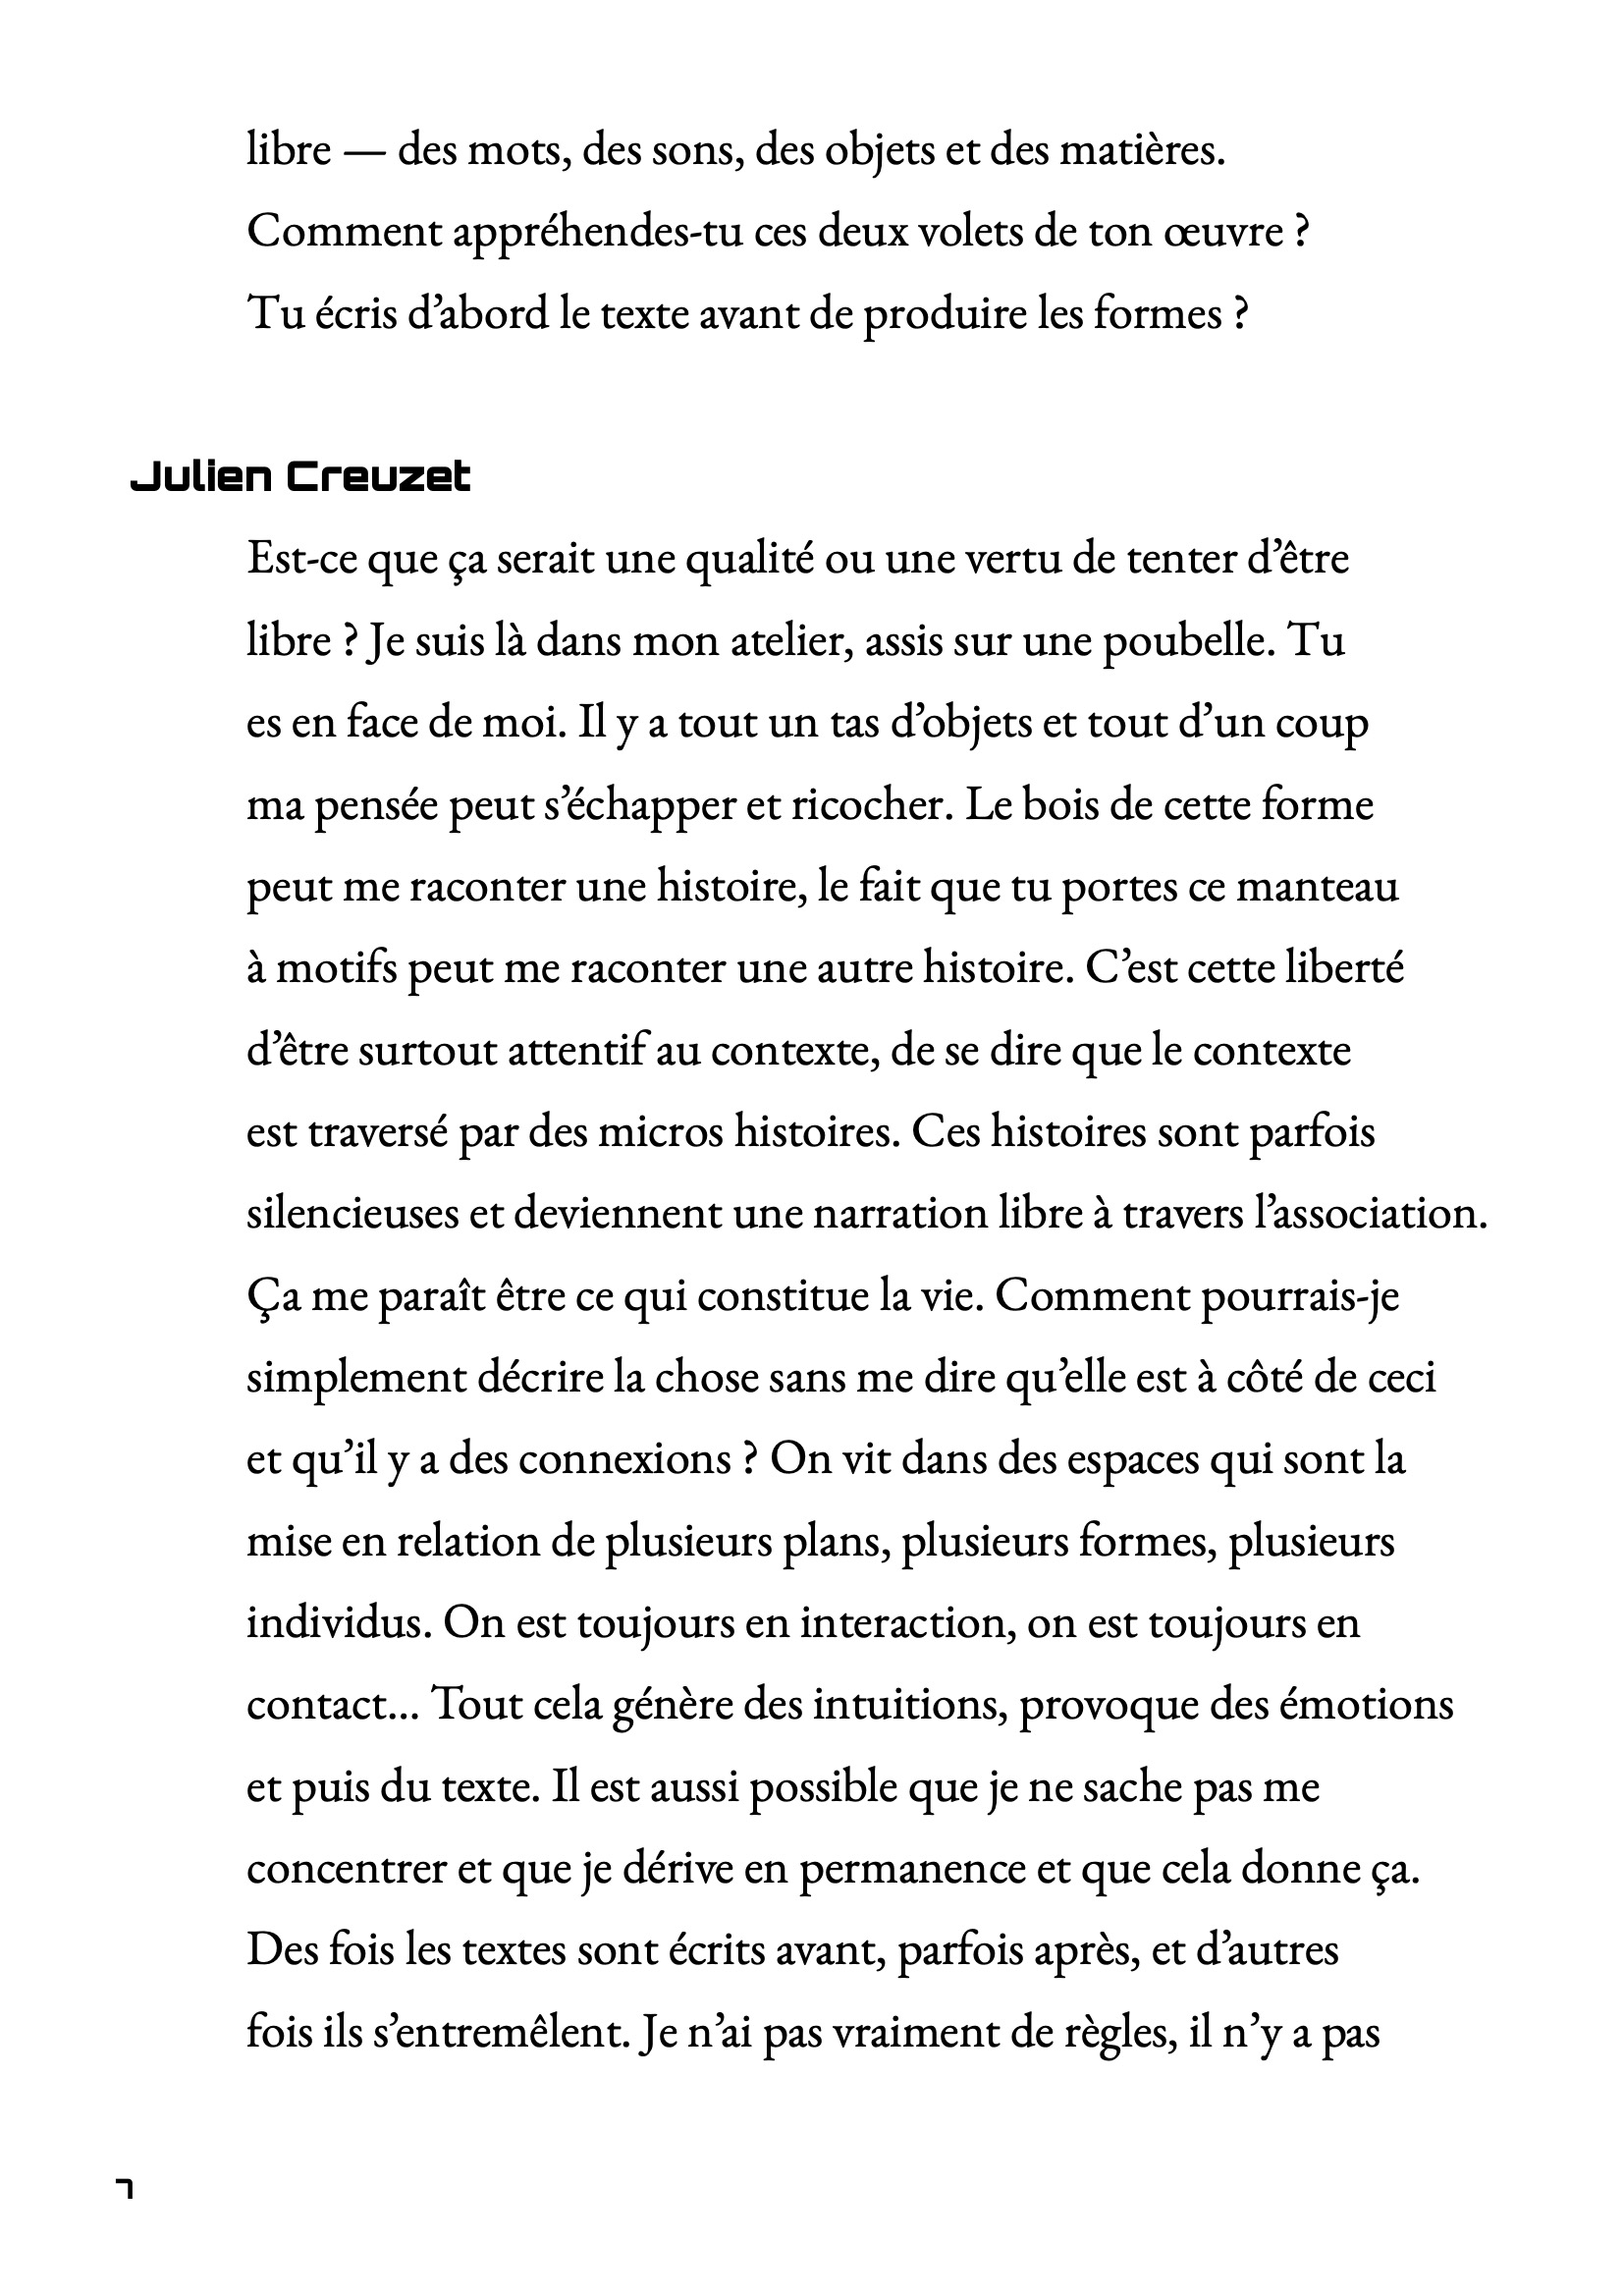 libre — des mots, des sons, des objets et des matières.
Comment appréhendes-tu ces deux volets de ton œuvre ?
Tu écris d’abord le texte avant de produire les formes ?
Julien Creuzet
Est-ce que ça serait une qualité ou une vertu de tenter d’être
libre ? Je suis là dans mon atelier, assis sur une poubelle. Tu
es en face de moi. Il y a tout un tas d’objets et tout d’un coup
ma pensée peut s’échapper et ricocher. Le bois de cette forme
peut me raconter une histoire, le fait que tu portes ce manteau
à motifs peut me raconter une autre histoire. C’est cette liberté
d’être surtout attentif au contexte, de se dire que le contexte
est traversé par des micros histoires. Ces histoires sont parfois
silencieuses et deviennent une narration libre à travers l’association.
Ça me paraît être ce qui constitue la vie. Comment pourrais-je
simplement décrire la chose sans me dire qu’elle est à côté de ceci
et qu’il y a des connexions ? On vit dans des espaces qui sont la
mise en relation de plusieurs plans, plusieurs formes, plusieurs
individus. On est toujours en interaction, on est toujours en
contact... Tout cela génère des intuitions, provoque des émotions
et puis du texte. Il est aussi possible que je ne sache pas me
concentrer et que je dérive en permanence et que cela donne ça.
Des fois les textes sont écrits avant, parfois après, et d’autres
fois ils s’entremêlent. Je n’ai pas vraiment de règles, il n’y a pas
7